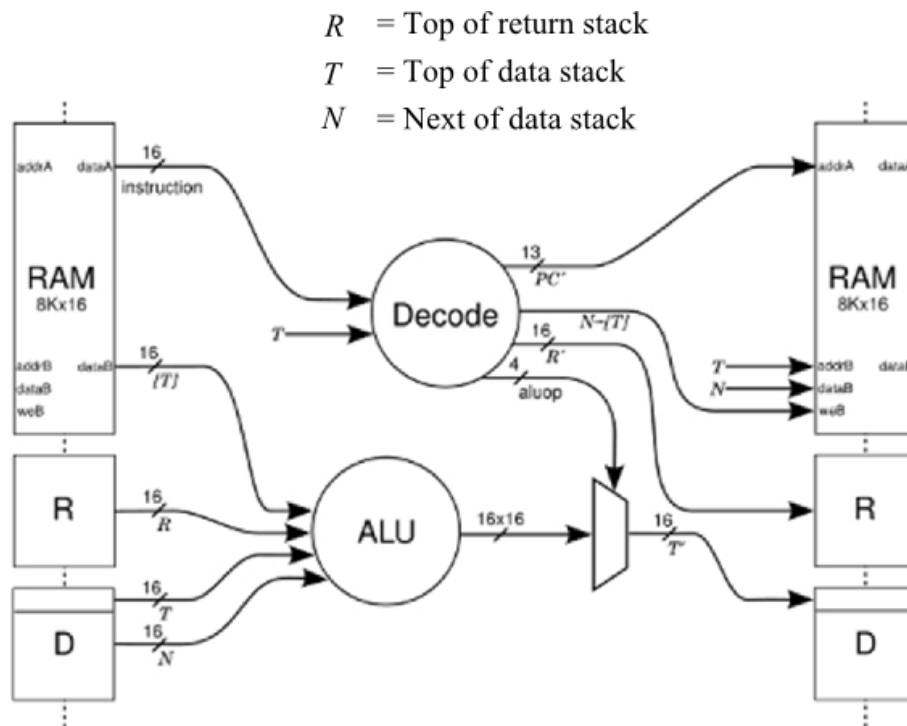 R = Top of return stack
T = Top of data stack
N = Next of data stack
addrA dataA
16
instruction
RAM
8Kx16
addrB dataB
16
[T]
dataB
weB
R
16
R
D
16
T
16
N
T
Decode
13
PC′
N→[T]
16
R′
4
aluop
ALU
16x16
16
T′
addrA data
RAM
8Kx16
T
addrB data
N
dataB
weB
R
D